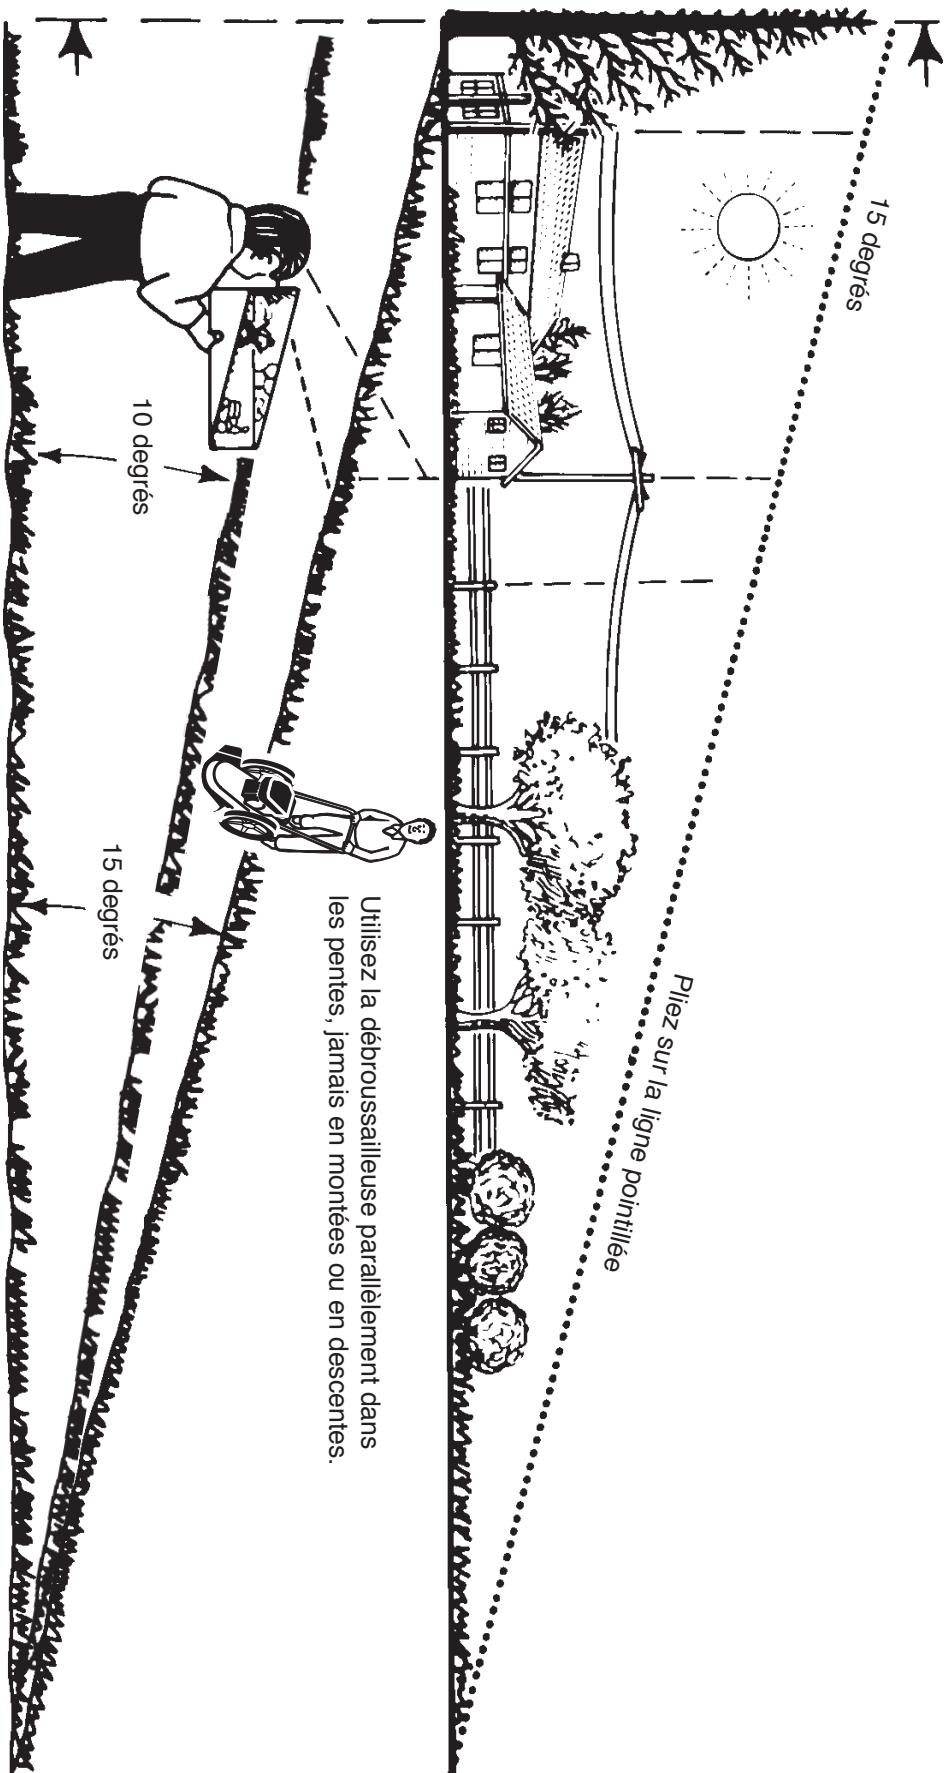 15 degrés
Pliez sur la ligne pointillée
Utilisez la débroussailleuse parallèlement dans
les pentes, jamais en montées ou en descentes.
10 degrés
15 degrés